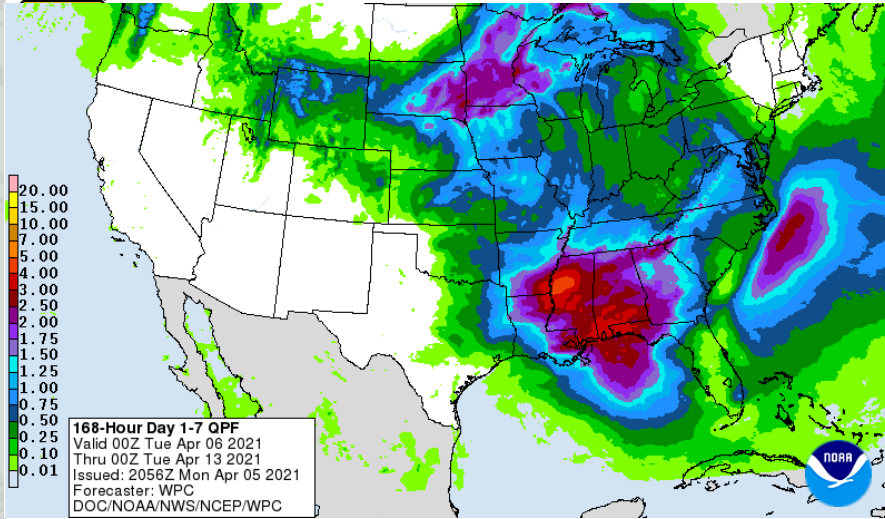 20.00
15.00
10.00
7.00
5.00
4.00
3.00
2.50
2.00
1.75
1.50
1.25
1.00
0.75
0.50
0.25
0.10
0.01
168-Hour Day 1-7 QPF
Valid 00Z Tue Apr 06 2021
Thru 00Z Tue Apr 13 2021
Issued: 2056Z Mon Apr 05 2021
Forecaster: WPC
DOC/NOAA/NWS/NCEP/WPC
NOAA